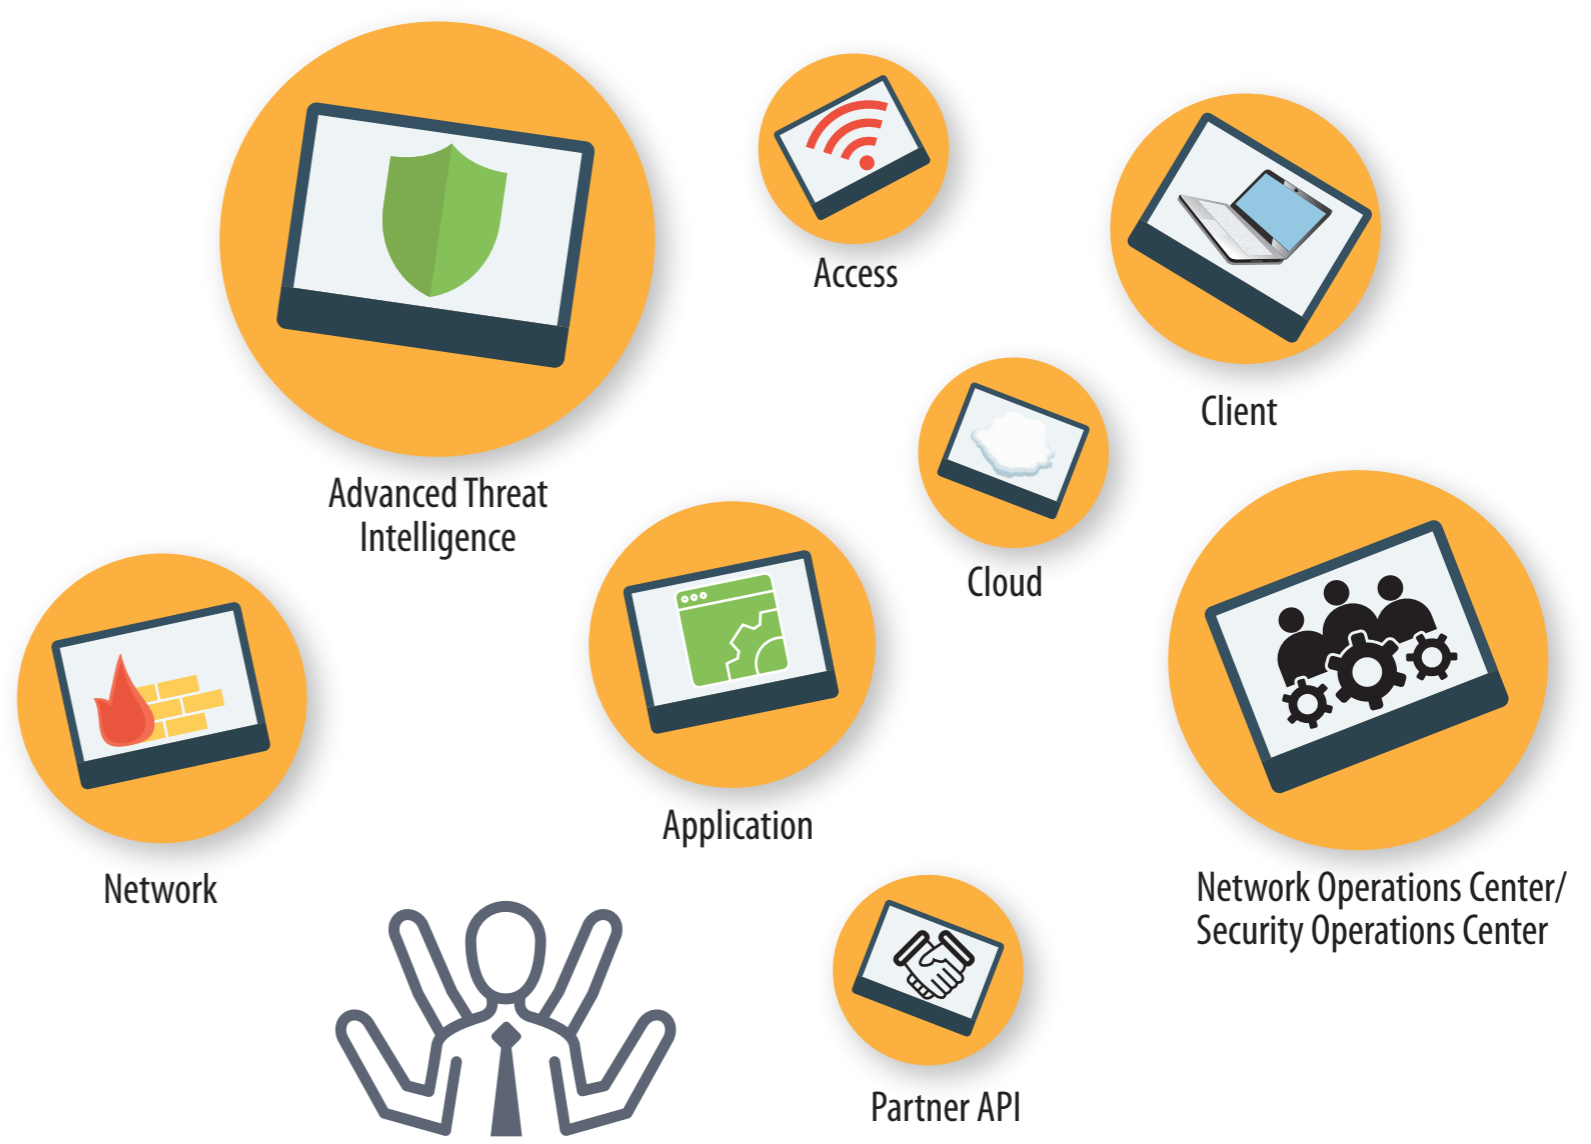 Access
Client
Advanced Threat
Intelligence
Cloud
Application
Network
Network Operations Center/
Security Operations Center
Partner API